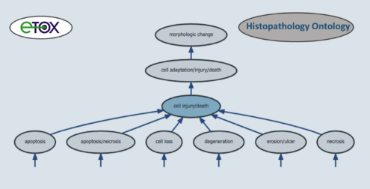 eTOX
Histopathology Ontology
morphologic change
cell adaptation/injury/death
cell injury/death
apoptosis
apoptosis/necrosis
cell loss
degeneration
erosion/ulcer
necrosis